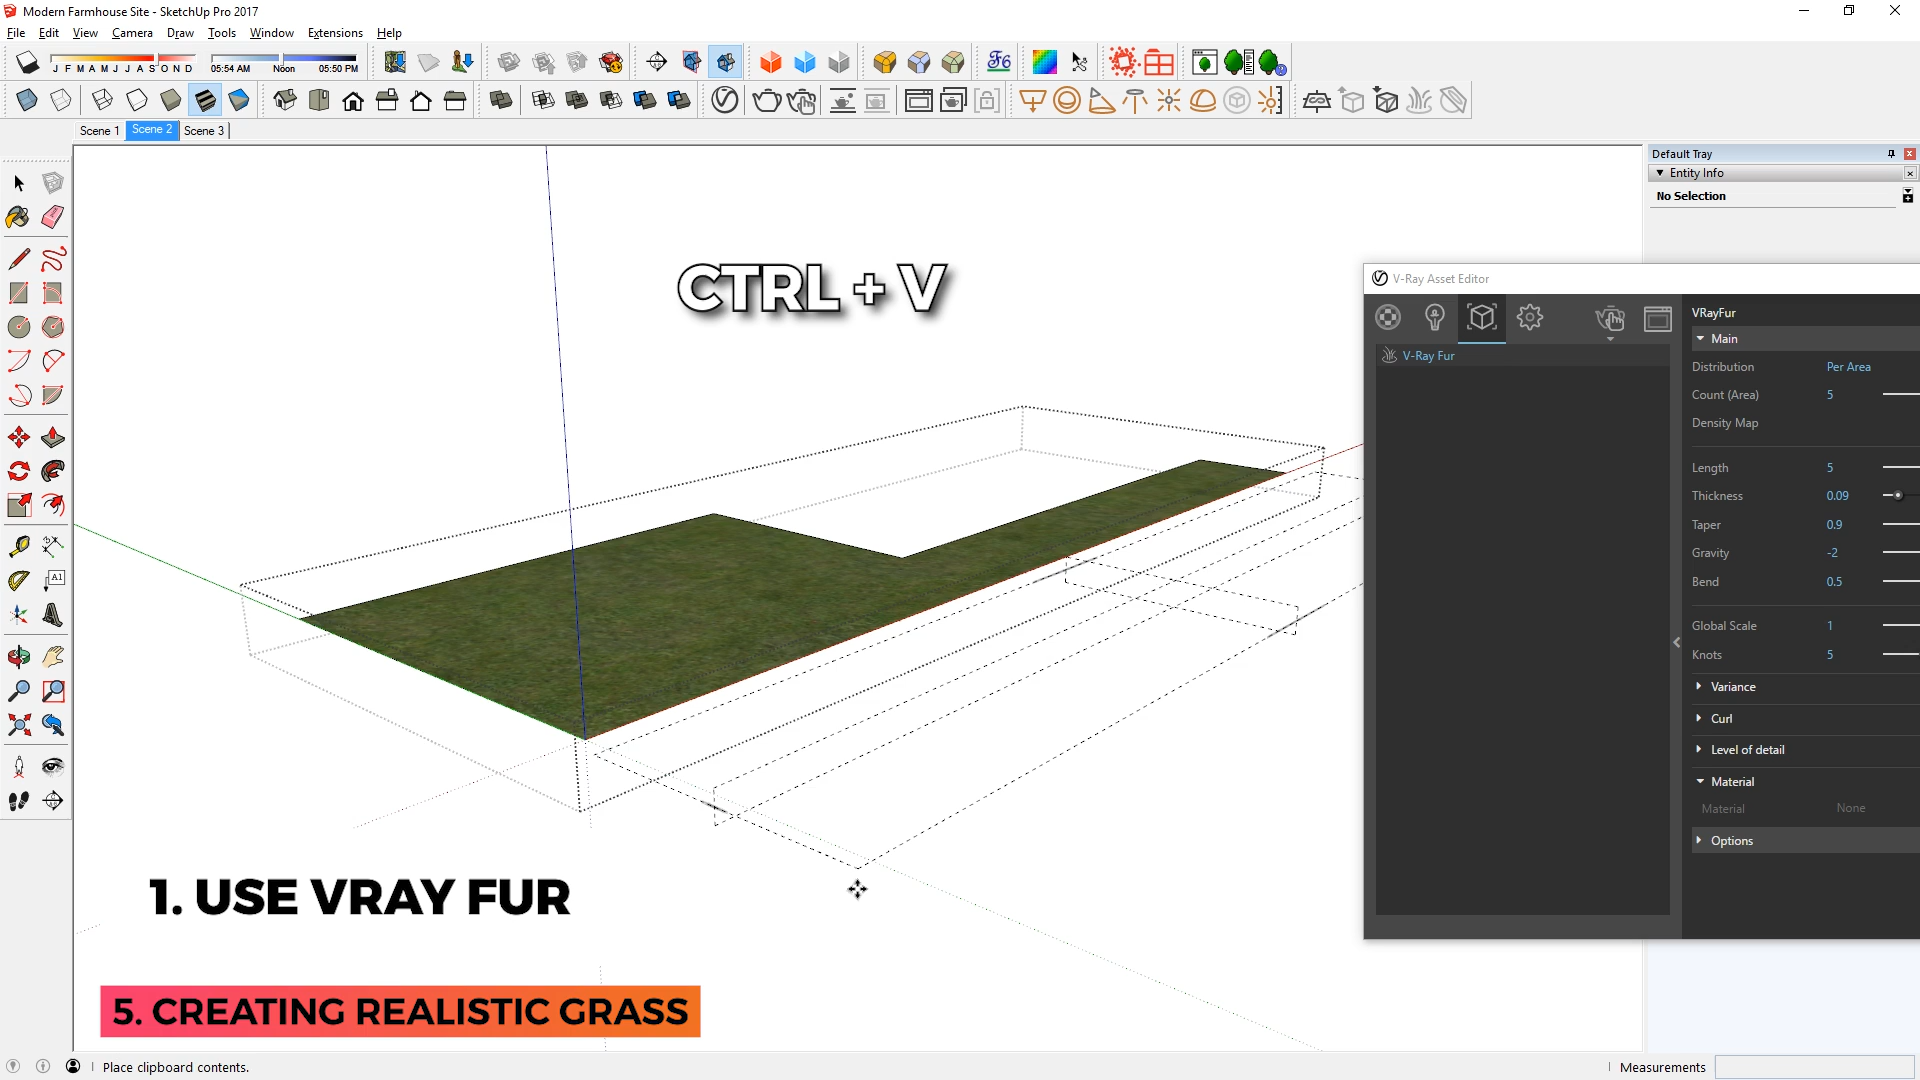 Modern Farmhouse Site - SketchUp Pro 2017
File Edit View Camera Draw Tools Window Extensions Help
J F M A M J J A S O N D
05:54 AM Noon 05:50 PM
F6
Scene 1 Scene 2 Scene 3
Default Tray
Entity Info
No Selection
A1
CTRL + V
V-Ray Asset Editor
V-Ray Fur
VRayFur
Main
Distribution Per Area
Count (Area) 5
Density Map
Length 5
Thickness 0.09
Taper 0.9
Gravity -2
Bend 0.5
Global Scale 1
Knots 5
Variance
Curl
Level of detail
Material
Material None
Options
1. USE VRAY FUR
5. CREATING REALISTIC GRASS
Place clipboard contents.
Measurements